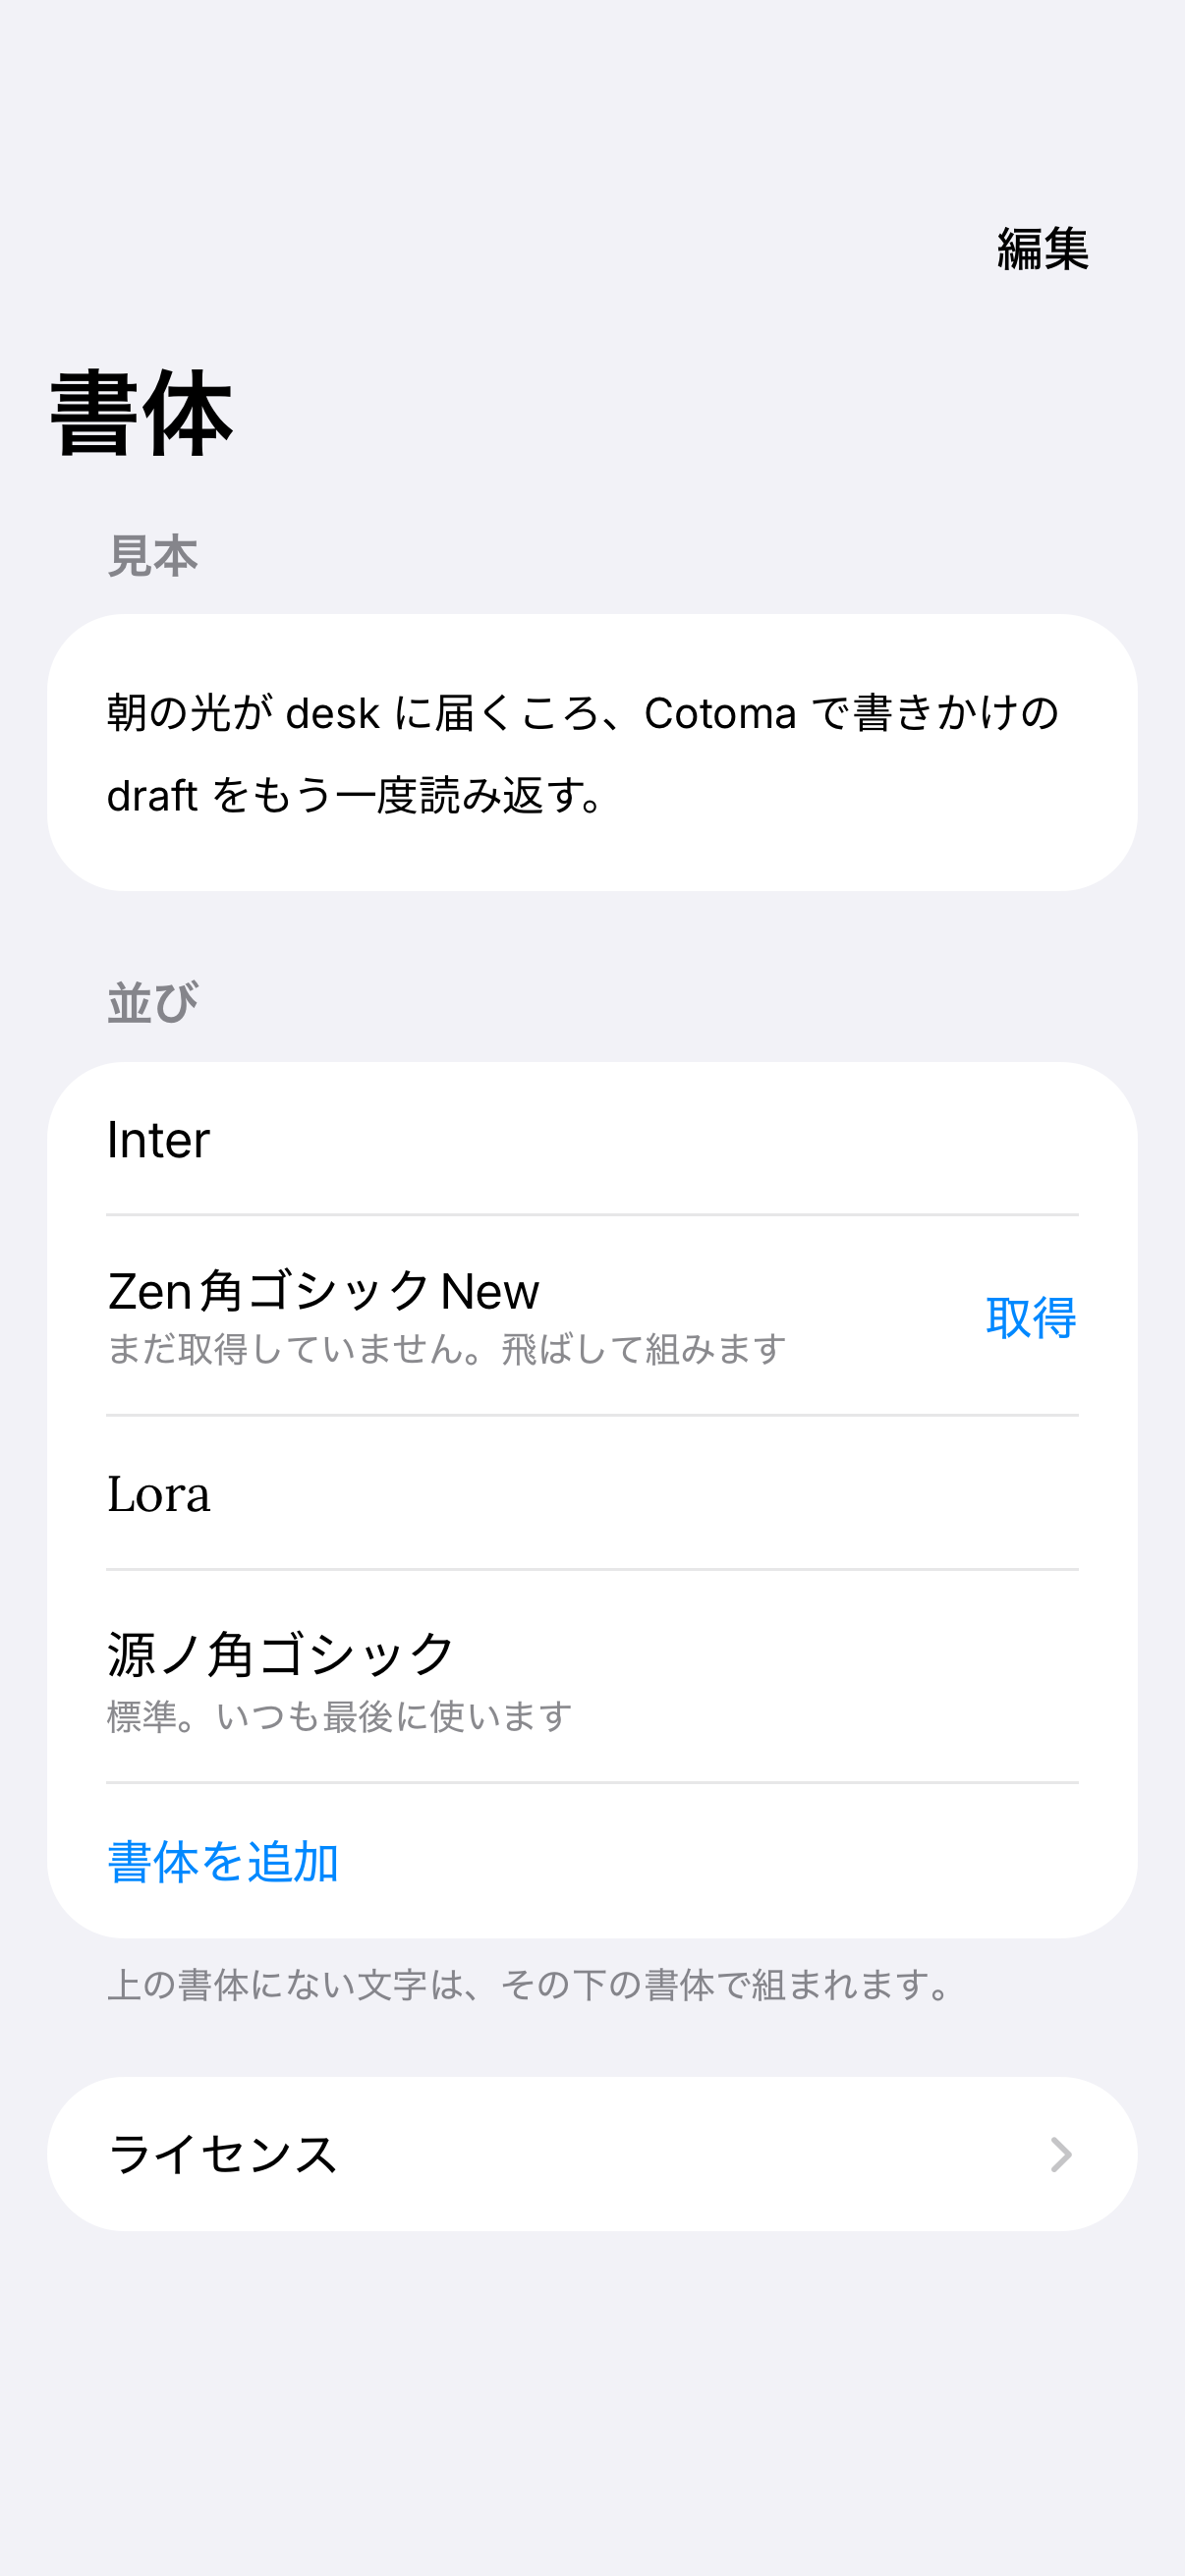 編集
書体
見本
朝の光が desk に届くころ、Cotoma で書きかけの
draft をもう一度読み返す。
並び
Inter
Zen角ゴシックNew
まだ取得していません。飛ばして組みます
取得
Lora
源ノ角ゴシック
標準。いつも最後に使います
書体を追加
上の書体にない文字は、その下の書体で組まれます。
ライセンス